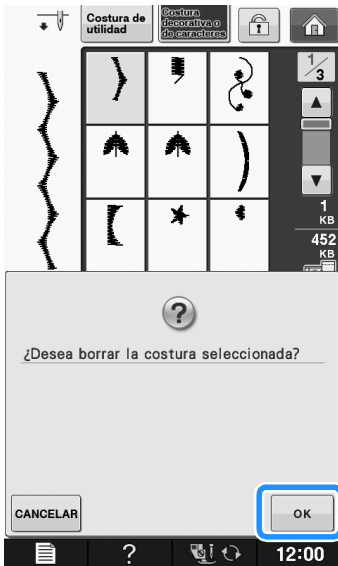 Costura de
utilidad
Costura
decorativa o
de caracteres
1/3
1
KB
452
KB
¿Desea borrar la costura seleccionada?
CANCELAR
OK
?
12:00